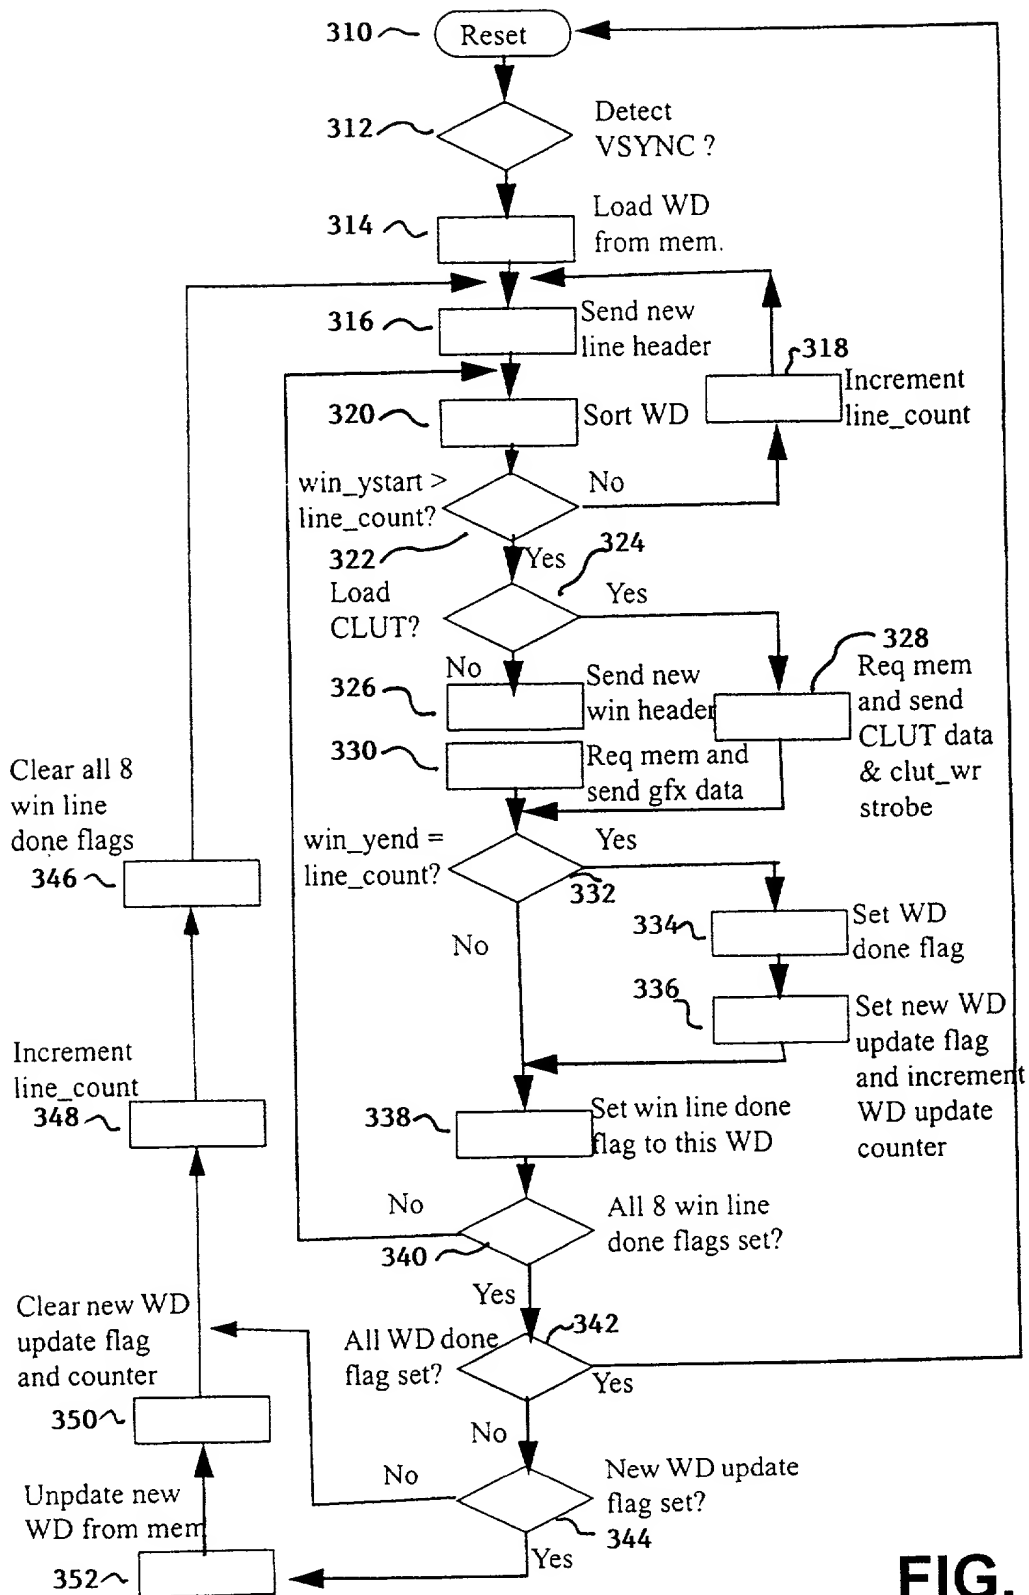 310
Reset
312
Detect
VSYNC ?
314
Load WD
from mem.
316
Send new
line header
318
Increment
line_count
320
Sort WD
win_ystart >
line_count?
No
322
Yes
324
Load
CLUT?
Yes
No
326
Send new
win header
328
Req mem
and send
CLUT data
& clut_wr
strobe
330
Req mem and
send gfx data
Clear all 8
win line
done flags
346
win_yend =
line_count?
Yes
332
No
334
Set WD
done flag
336
Set new WD
update flag
and increment
WD update
counter
Increment
line_count
348
338
Set win line done
flag to this WD
No
340
All 8 win line
done flags set?
Yes
Clear new WD
update flag
and counter
350
All WD done
flag set?
342
Yes
No
No
New WD update
flag set?
344
Yes
Unpdate new
WD from mem
352
FIG.